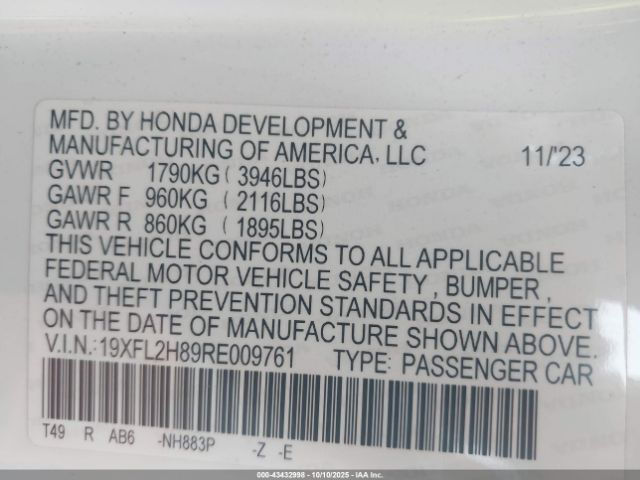 MFD. BY HONDA DEVELOPMENT &
MANUFACTURING OF AMERICA, LLC 11/'23
GVWR 1790KG ( 3946LBS)
GAWR F 960KG ( 2116LBS)
GAWR R 860KG ( 1895LBS)
THIS VEHICLE CONFORMS TO ALL APPLICABLE
FEDERAL MOTOR VEHICLE SAFETY , BUMPER ,
AND THEFT PREVENTION STANDARDS IN EFFECT
ON THE DATE OF MANUFACTURE SHOWN ABOVE.
V.I.N.:19XFL2H89RE009761 TYPE: PASSENGER CAR
T49 R AB6 -NH883P -Z -E
000-43432998 - 10/10/2025 - IAA Inc.